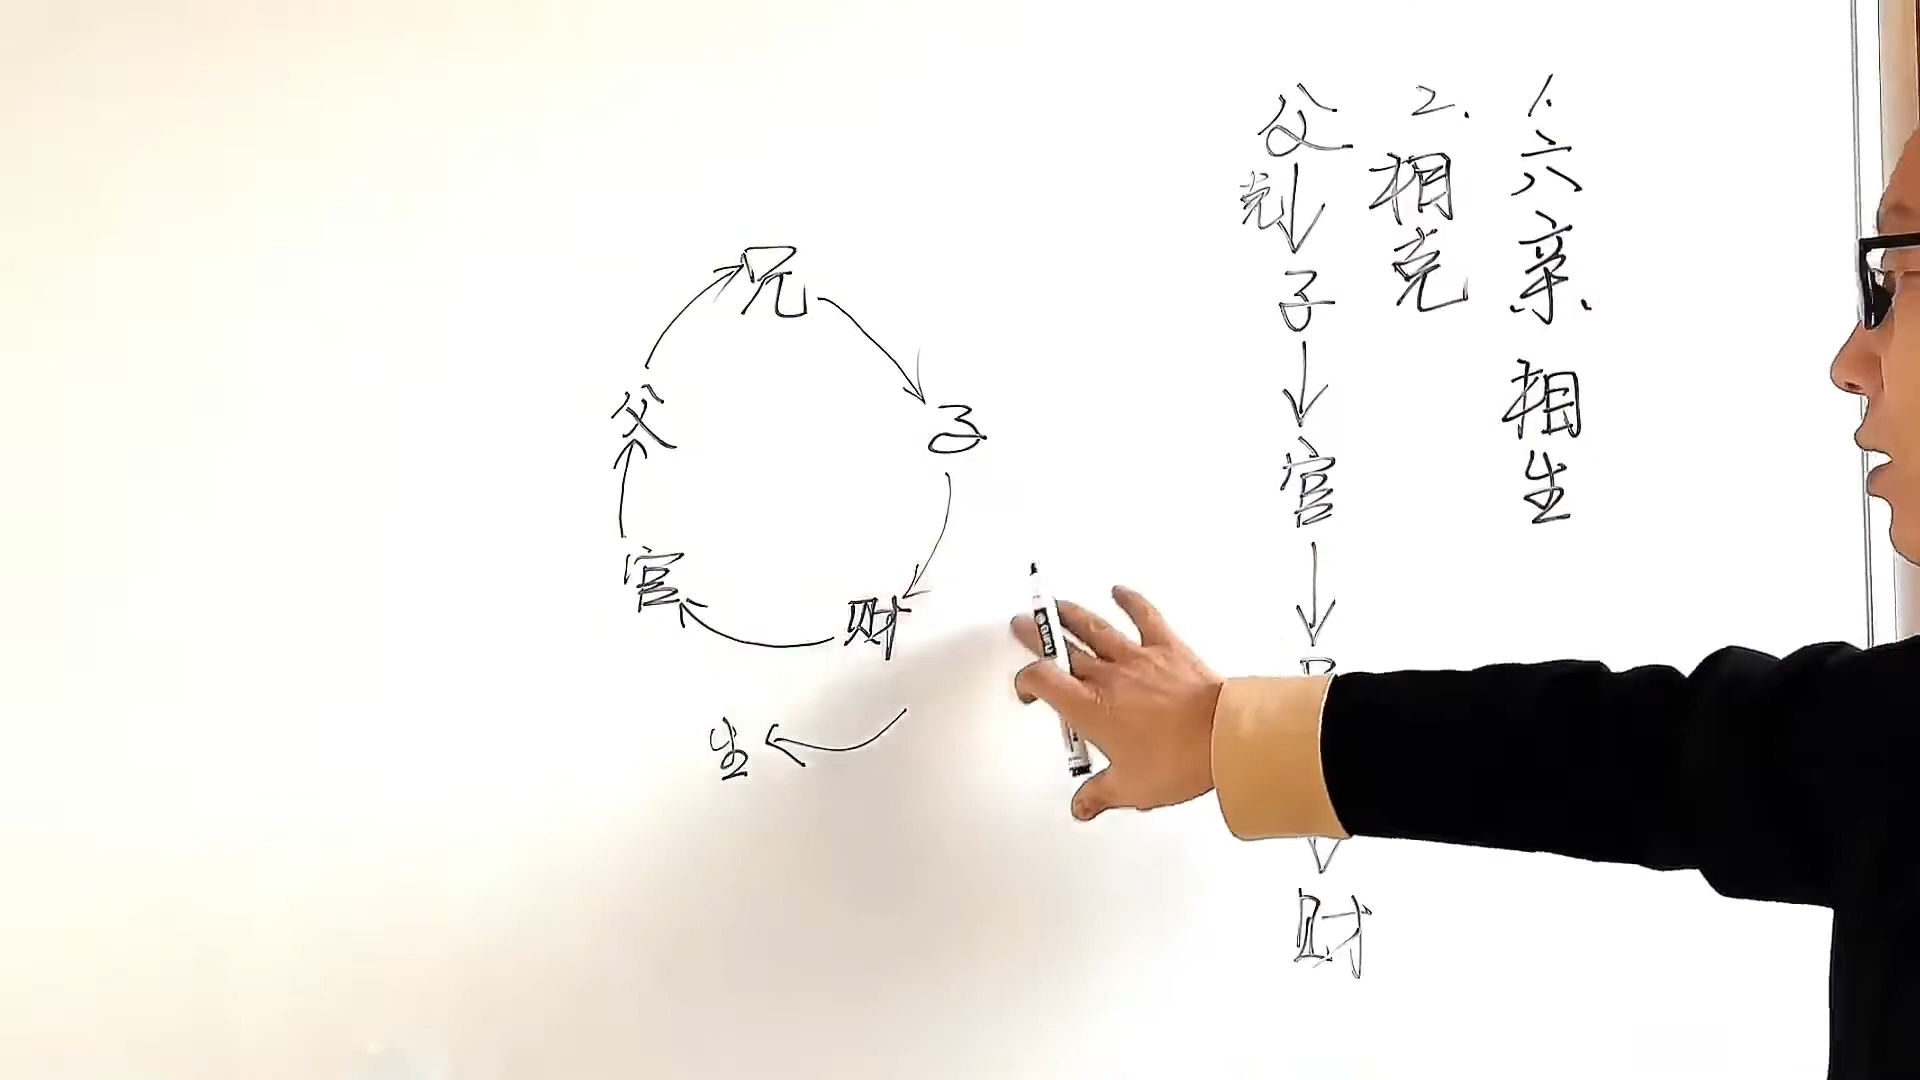 1.六亲相生
2.相克
父
克
子
官
财
兄
子
财
官
父
生